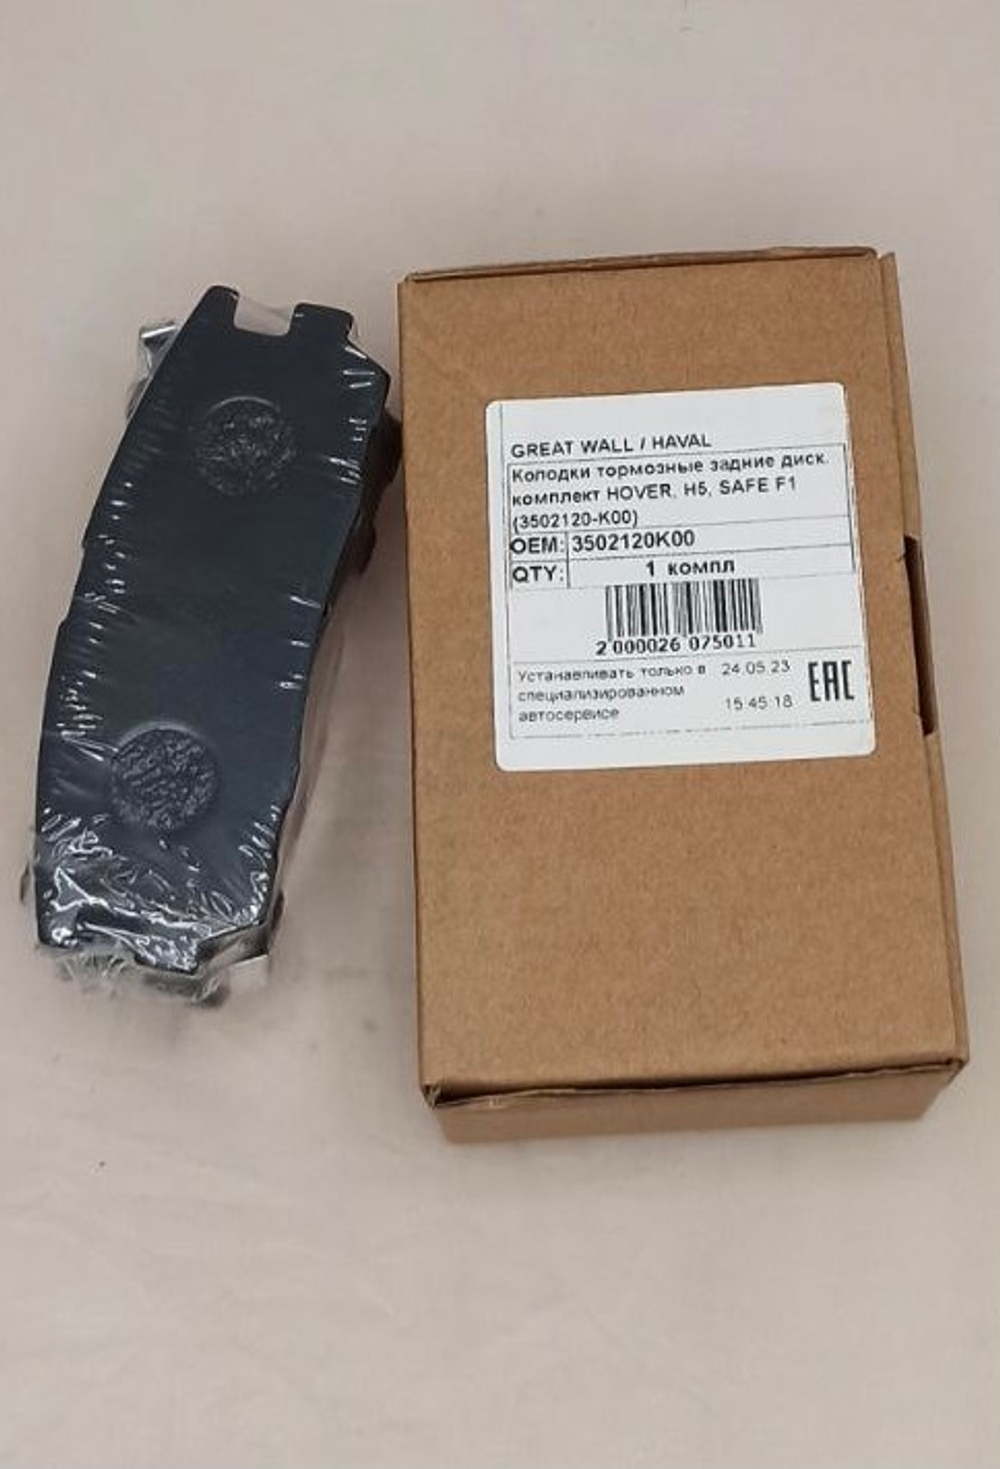 GREAT WALL / HAVAL
Колодки тормозные задние диск.
комплект HOVER, H5, SAFE F1
(3502120-K00)
OEM: 3502120K00
QTY: 1 компл
2 000026 075011
Устанавливать только в 24.05.23
специализированном
автосервисе 15:45:18
EAC